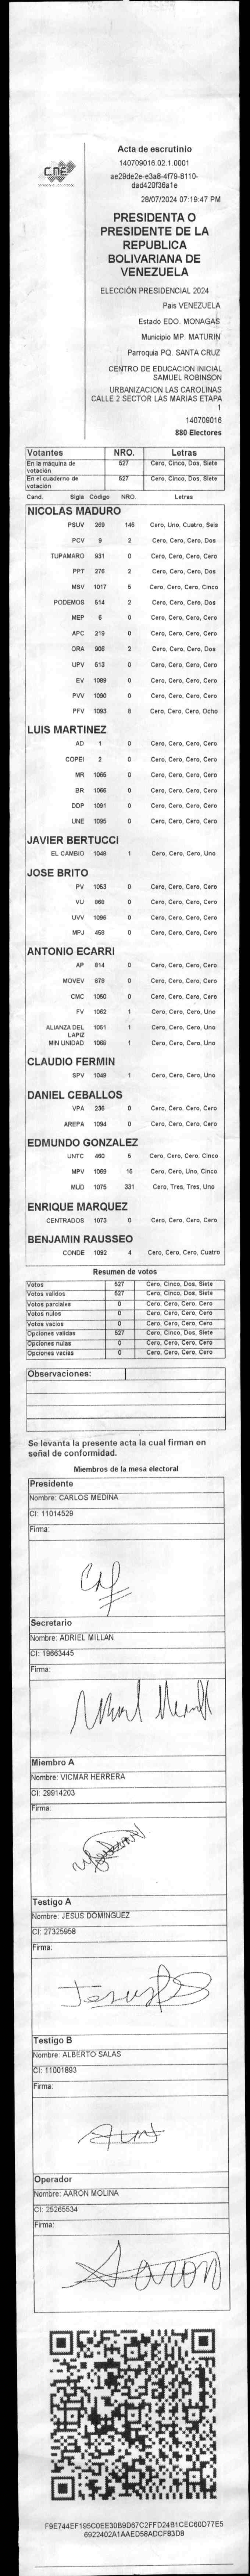 CNE
Acta de escrutinio
140709016.02.1.0001
ae29de2e-e3a8-4f79-8110-
dad420f36a1e
28/07/2024 07:19:47 PM
PRESIDENTA O
PRESIDENTE DE LA
REPUBLICA
BOLIVARIANA DE
VENEZUELA
ELECCIÓN PRESIDENCIAL 2024
Pais VENEZUELA
Estado EDO. MONAGAS
Municipio MP. MATURIN
Parroquia PQ. SANTA CRUZ
CENTRO DE EDUCACION INICIAL
SAMUEL ROBINSON
URBANIZACION LAS CAROLINAS
CALLE 2 SECTOR LAS MARIAS ETAPA
1
140709016
880 Electores
Votantes NRO. Letras
En la máquina de votación 527 Cero, Cinco, Dos, Siete
En el cuaderno de votación 527 Cero, Cinco, Dos, Siete
Cand. Sigla Código NRO. Letras
NICOLAS MADURO
PSUV 269 146 Cero, Uno, Cuatro, Seis
PCV 9 2 Cero, Cero, Cero, Dos
TUPAMARO 931 0 Cero, Cero, Cero, Cero
PPT 276 2 Cero, Cero, Cero, Dos
MSV 1017 5 Cero, Cero, Cero, Cinco
PODEMOS 514 2 Cero, Cero, Cero, Dos
MEP 6 0 Cero, Cero, Cero, Cero
APC 219 0 Cero, Cero, Cero, Cero
ORA 906 2 Cero, Cero, Cero, Dos
UPV 513 0 Cero, Cero, Cero, Cero
EV 1089 0 Cero, Cero, Cero, Cero
PVV 1090 0 Cero, Cero, Cero, Cero
PFV 1093 8 Cero, Cero, Cero, Ocho
LUIS MARTINEZ
AD 1 0 Cero, Cero, Cero, Cero
COPEI 2 0 Cero, Cero, Cero, Cero
MR 1055 0 Cero, Cero, Cero, Cero
BR 1066 0 Cero, Cero, Cero, Cero
DDP 1091 0 Cero, Cero, Cero, Cero
UNE 1095 0 Cero, Cero, Cero, Cero
JAVIER BERTUCCI
EL CAMBIO 1048 1 Cero, Cero, Cero, Uno
JOSE BRITO
PV 1053 0 Cero, Cero, Cero, Cero
VU 868 0 Cero, Cero, Cero, Cero
UVV 1096 0 Cero, Cero, Cero, Cero
MPJ 458 0 Cero, Cero, Cero, Cero
ANTONIO ECARRI
AP 814 0 Cero, Cero, Cero, Cero
MOVEV 878 0 Cero, Cero, Cero, Cero
CMC 1050 0 Cero, Cero, Cero, Cero
FV 1062 1 Cero, Cero, Cero, Uno
ALIANZA DEL LAPIZ 1051 1 Cero, Cero, Cero, Uno
MIN UNIDAD 1069 1 Cero, Cero, Cero, Uno
CLAUDIO FERMIN
SPV 1049 1 Cero, Cero, Cero, Uno
DANIEL CEBALLOS
VPA 236 0 Cero, Cero, Cero, Cero
AREPA 1094 0 Cero, Cero, Cero, Cero
EDMUNDO GONZALEZ
UNTC 460 5 Cero, Cero, Cero, Cinco
MPV 1059 15 Cero, Cero, Uno, Cinco
MUD 1075 331 Cero, Tres, Tres, Uno
ENRIQUE MARQUEZ
CENTRADOS 1073 0 Cero, Cero, Cero, Cero
BENJAMIN RAUSSEO
CONDE 1092 4 Cero, Cero, Cero, Cuatro
Resumen de votos
Votos 527 Cero, Cinco, Dos, Siete
Votos validos 527 Cero, Cinco, Dos, Siete
Votos parciales 0 Cero, Cero, Cero, Cero
Votos nulos 0 Cero, Cero, Cero, Cero
Votos vacios 0 Cero, Cero, Cero, Cero
Opciones validas 527 Cero, Cinco, Dos, Siete
Opciones nulas 0 Cero, Cero, Cero, Cero
Opciones vacias 0 Cero, Cero, Cero, Cero
Observaciones:
Se levanta la presente acta la cual firman en
señal de conformidad.
Miembros de la mesa electoral
Presidente
Nombre: CARLOS MEDINA
CI: 11014529
Firma:
Secretario
Nombre: ADRIEL MILLAN
CI: 19663445
Firma:
Miembro A
Nombre: VICMAR HERRERA
CI: 29914203
Firma:
Testigo A
Nombre: JESUS DOMINGUEZ
CI: 27325958
Firma:
Testigo B
Nombre: ALBERTO SALAS
CI: 11001893
Firma:
Operador
Nombre: AARON MOLINA
CI: 25265534
Firma:
Aaron
F9E744EF195C0EE30B9D67C2FFD24B1CEC60D77E5
6922402A1AAED58ADCF83D8